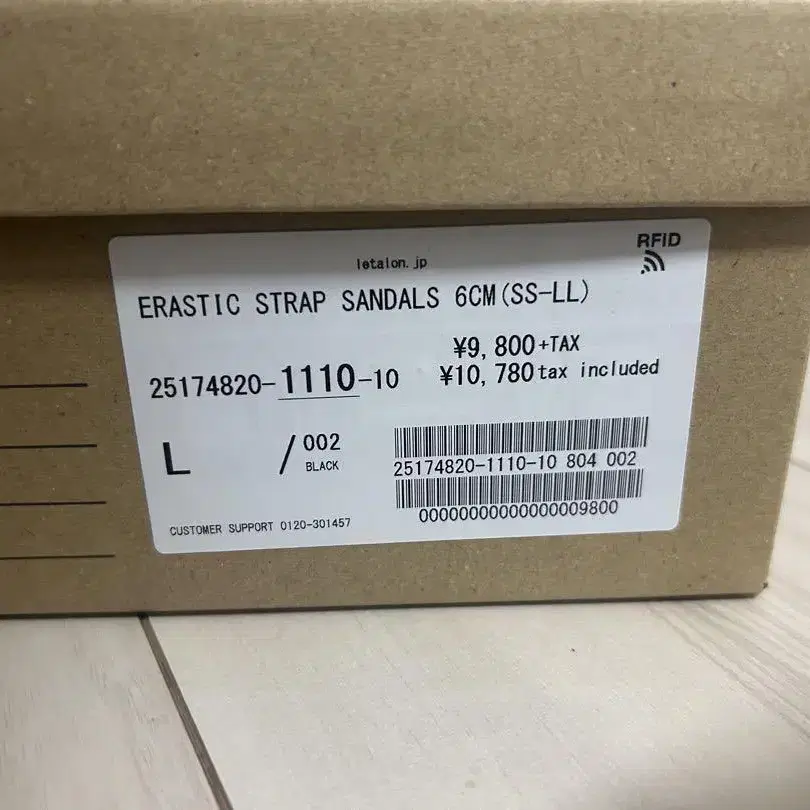 RFID
letalon.jp
ERASTIC STRAP SANDALS 6CM(SS-LL)
¥9,800+TAX
25174820-1110-10 ¥10,780 tax included
L /002
BLACK
25174820-1110-10 804 002
00000000000000009800
CUSTOMER SUPPORT 0120-301457